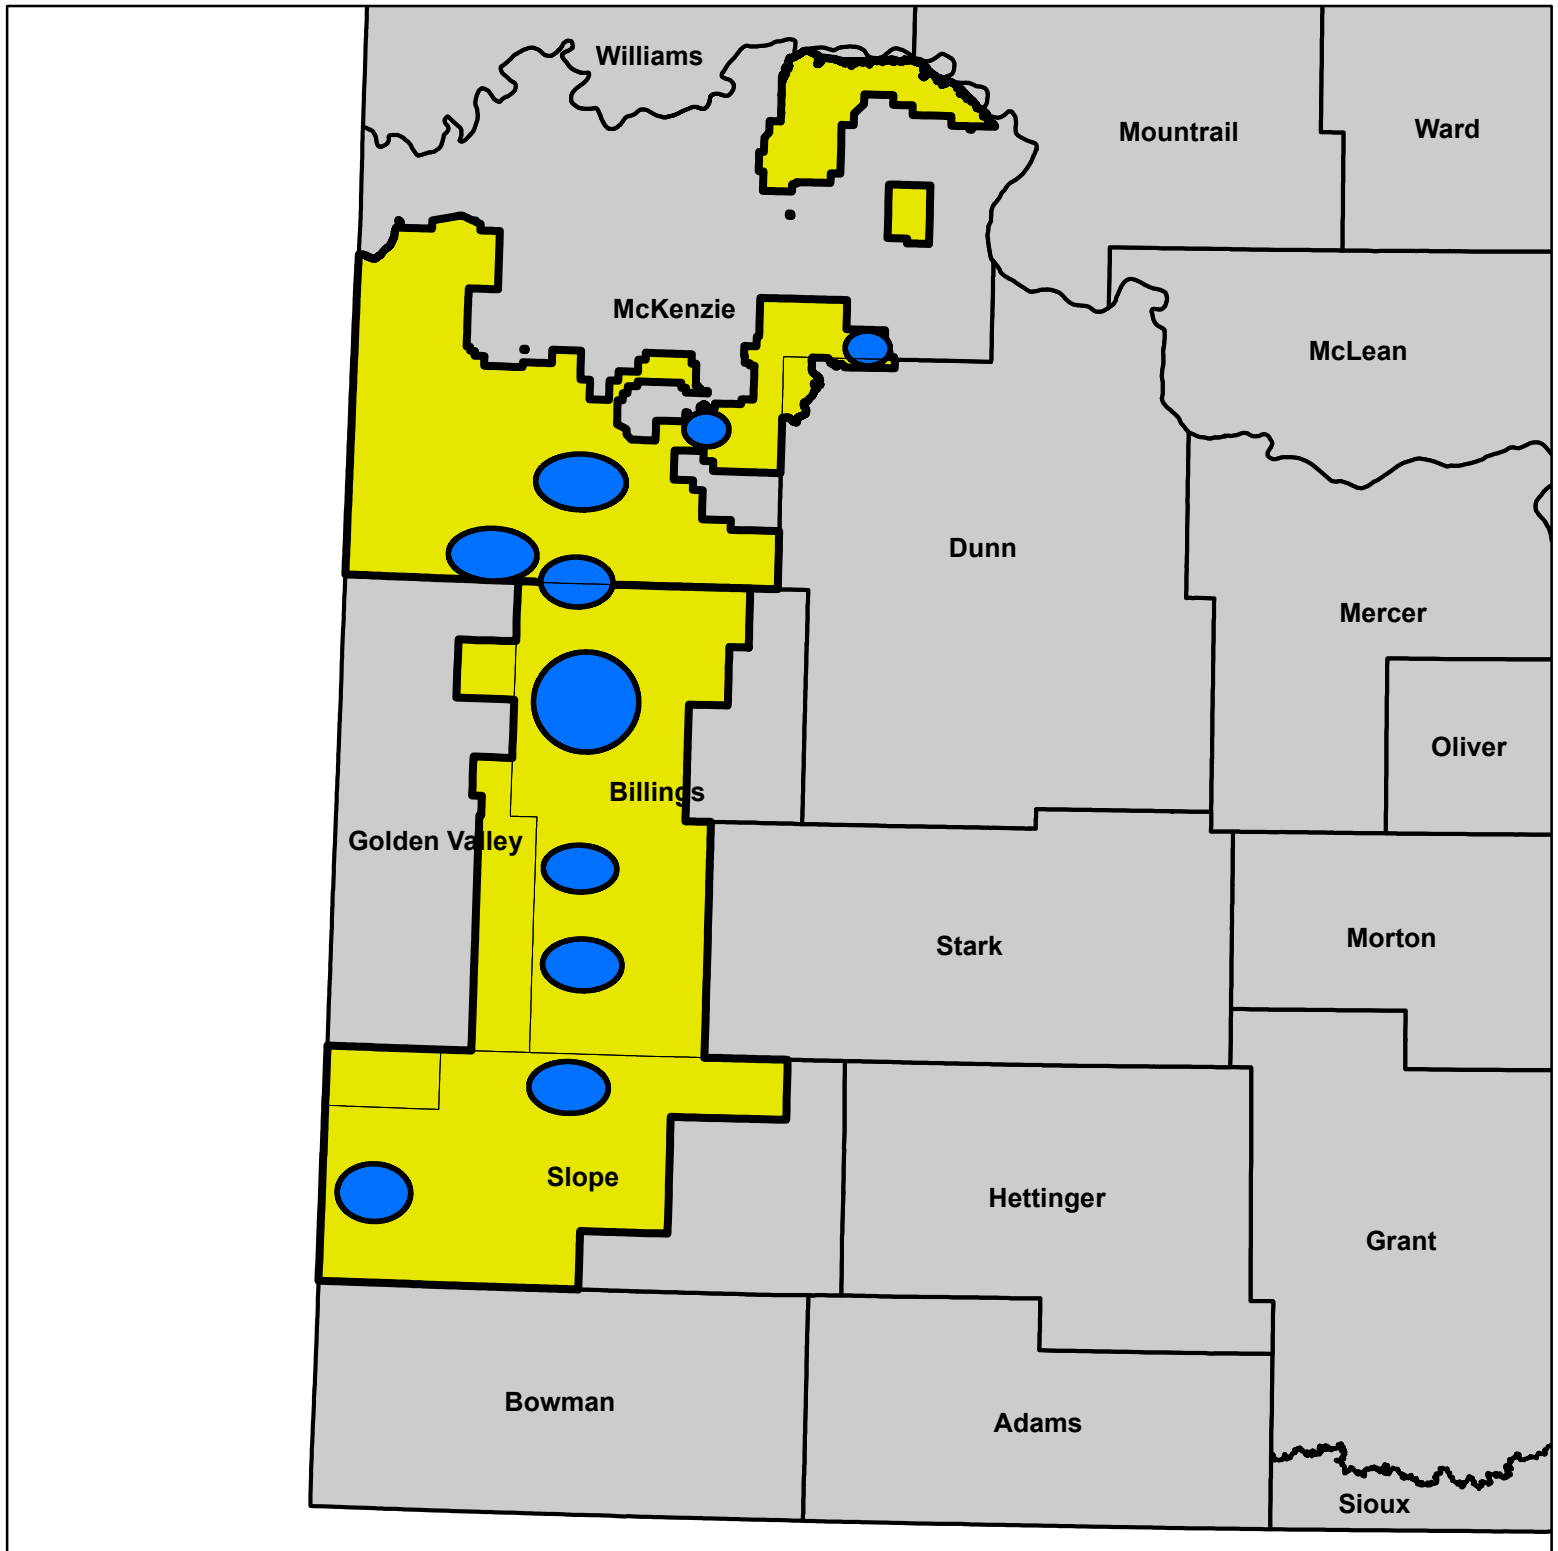 Williams
Mountrail
Ward
McKenzie
McLean
Dunn
Mercer
Oliver
Billings
Golden Valley
Stark
Morton
Slope
Hettinger
Grant
Bowman
Adams
Sioux